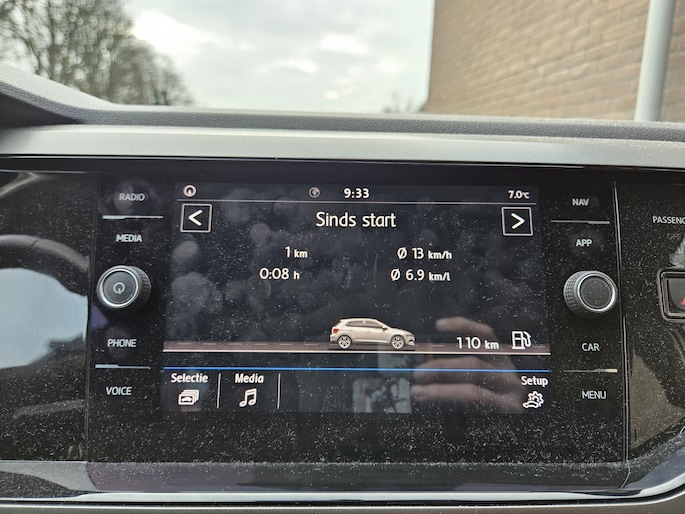 RADIO
9:33
7.0°C
NAV
PASSENG
< Sinds start >
MEDIA
APP
1 km
Ø 13 km/h
0:08 h
Ø 6.9 km/l
PHONE
110 km
CAR
VOICE
Selectie
Media
Setup
MENU